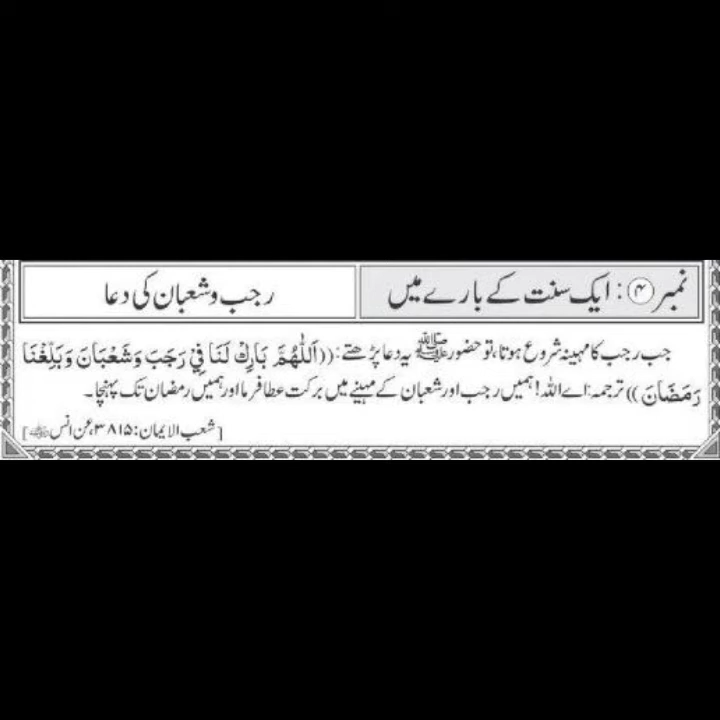 نمبر ④: ایک سنت کے بارے میں
رجب وشعبان کی دعا
جب رجب کا مہینہ شروع ہوتا، تو حضور ﷺ یہ دعا پڑھتے: ((اَللّٰهُمَّ بَارِكْ لَنَا فِيْ رَجَبَ وَشَعْبَانَ وَبَلِّغْنَا
رَمَضَانَ)) ترجمہ: اے اللہ! ہمیں رجب اور شعبان کے مہینے میں برکت عطا فرما اور ہمیں رمضان تک پہنچا۔
[شعب الایمان: ۳۸۱۵، عن انس ؓ]